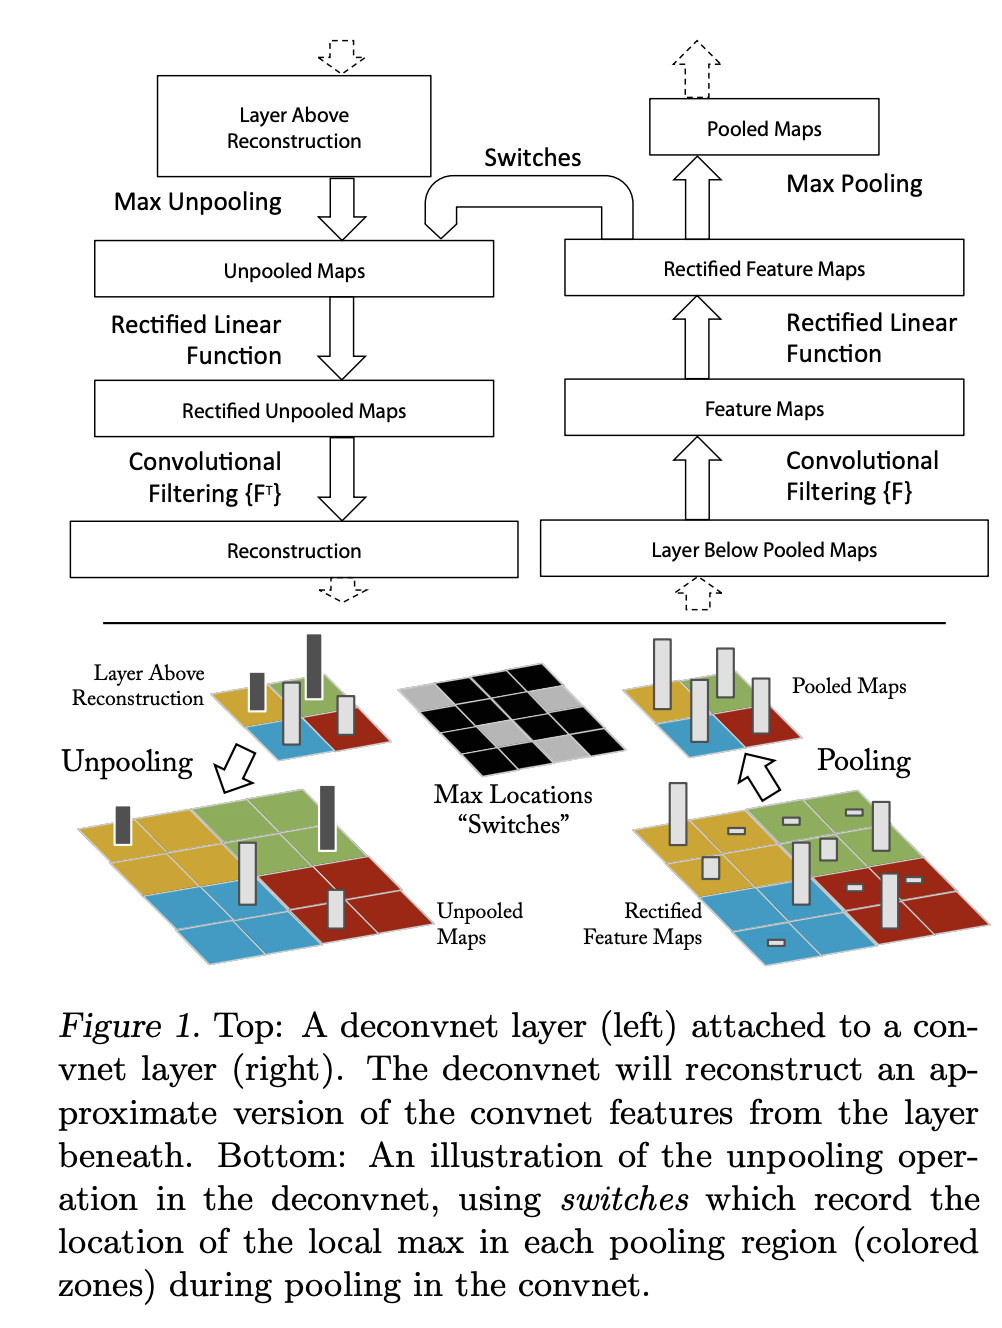 Layer Above
Reconstruction
Pooled Maps
Switches
Max Unpooling
Max Pooling
Unpooled Maps
Rectified Feature Maps
Rectified Linear
Function
Rectified Linear
Function
Rectified Unpooled Maps
Feature Maps
Convolutional
Filtering {Fᵀ}
Convolutional
Filtering {F}
Reconstruction
Layer Below Pooled Maps
Layer Above
Reconstruction
Pooled Maps
Unpooling
Pooling
Max Locations
“Switches”
Unpooled
Maps
Rectified
Feature Maps
Figure 1. Top: A deconvnet layer (left) attached to a con-
vnet layer (right). The deconvnet will reconstruct an ap-
proximate version of the convnet features from the layer
beneath. Bottom: An illustration of the unpooling oper-
ation in the deconvnet, using switches which record the
location of the local max in each pooling region (colored
zones) during pooling in the convnet.